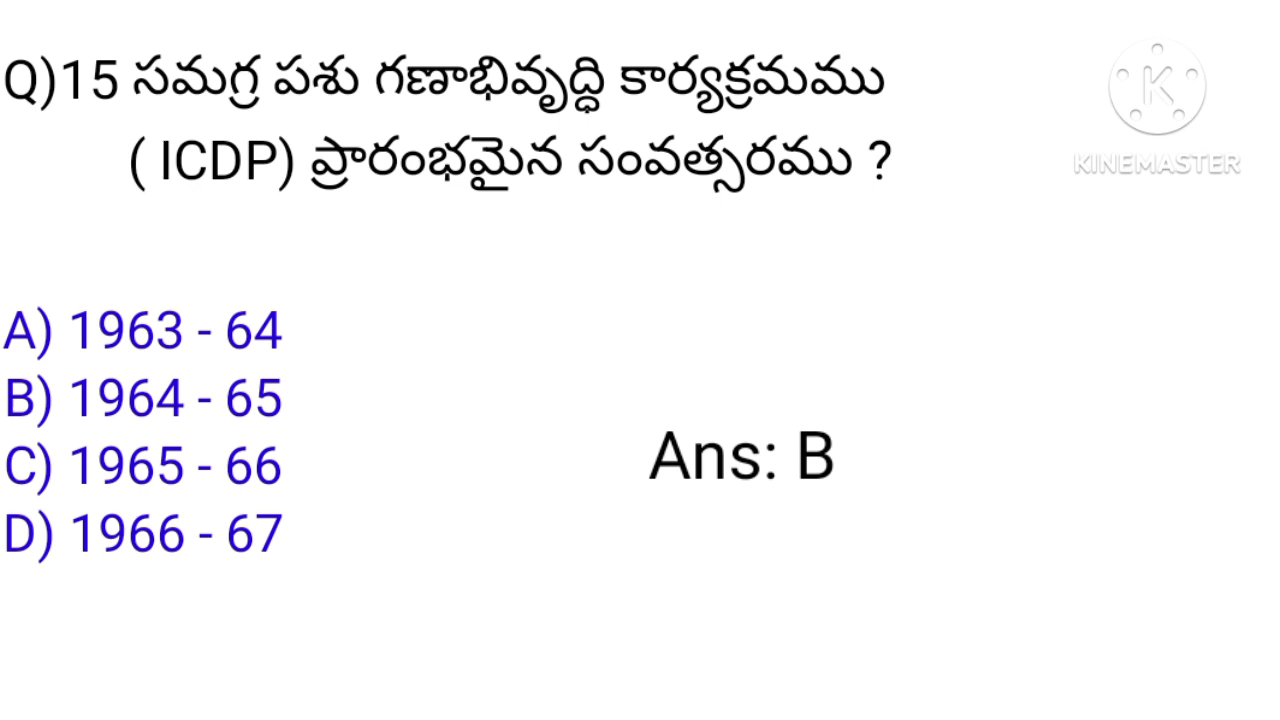 Q)15 సమగ్ర పశు గణాభివృద్ధి కార్యక్రమము
( ICDP) ప్రారంభమైన సంవత్సరము ?
KINEMASTER
A) 1963 - 64
B) 1964 - 65
C) 1965 - 66
D) 1966 - 67
Ans: B